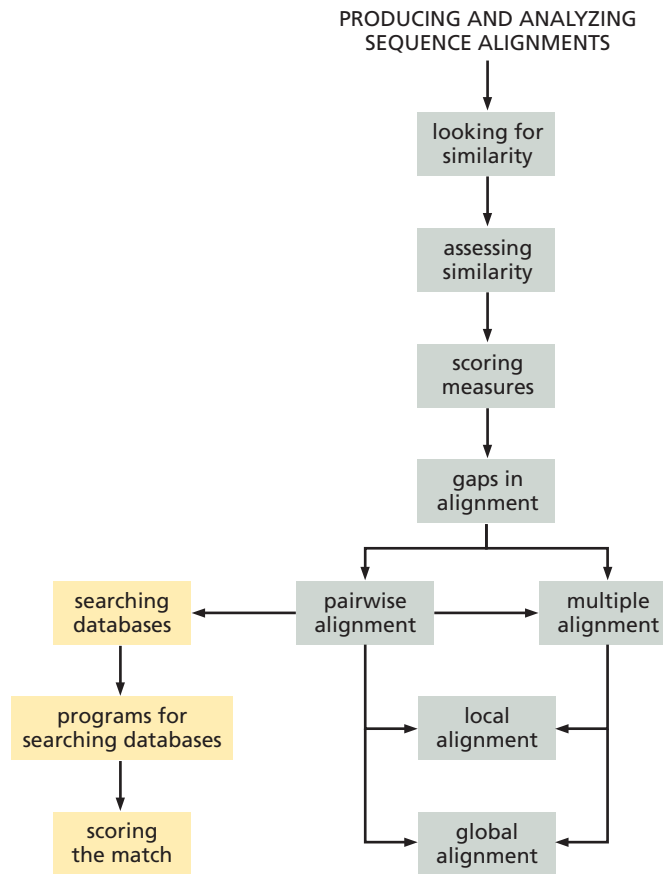 PRODUCING AND ANALYZING
SEQUENCE ALIGNMENTS
looking for
similarity
assessing
similarity
scoring
measures
gaps in
alignment
searching
databases
pairwise
alignment
multiple
alignment
programs for
searching databases
local
alignment
scoring
the match
global
alignment